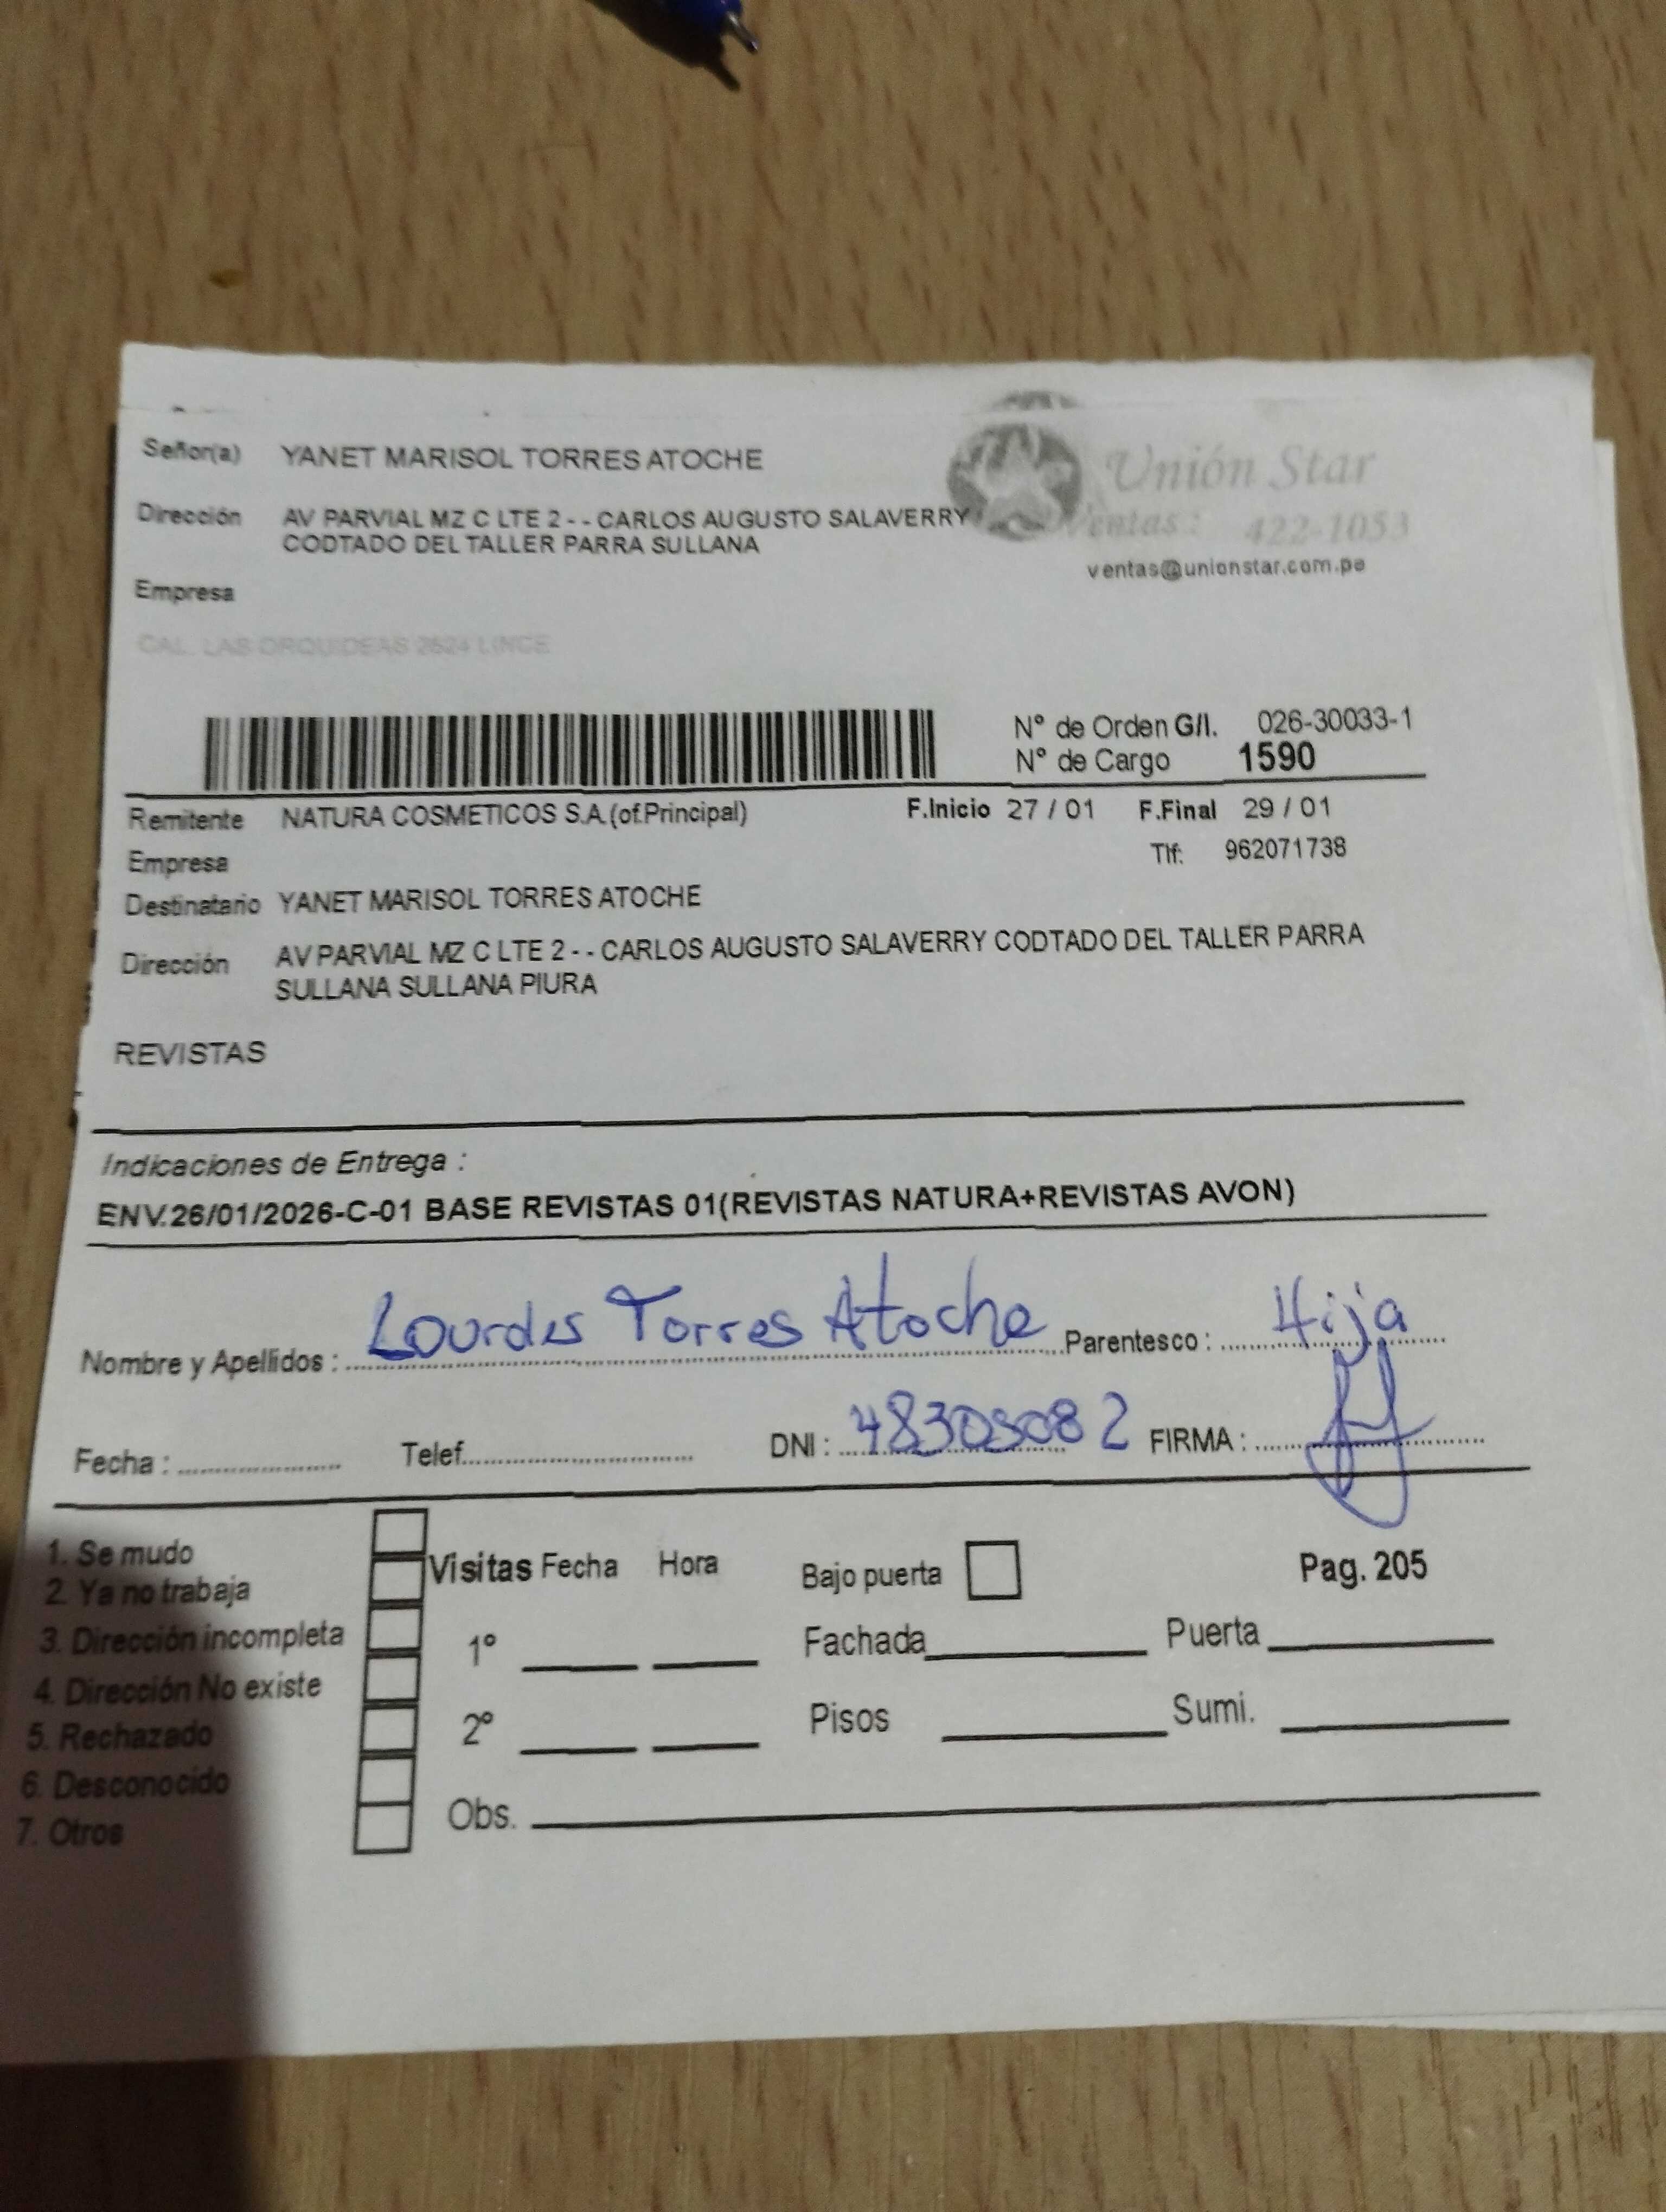 Señor(a) YANET MARISOL TORRES ATOCHE
Unión Star
Dirección AV PARVIAL MZ C LTE 2 - - CARLOS AUGUSTO SALAVERRY
Ventas: 422-1053
CODTADO DEL TALLER PARRA SULLANA
ventas@unionstar.com.pe
Empresa
CAL. LAS ORQUIDEAS 2624 LINCE
Nº de Orden G/I. 026-30033-1
Nº de Cargo 1590
Remitente NATURA COSMETICOS S.A.(of.Principal) F.Inicio 27 / 01 F.Final 29 / 01
Empresa Tlf: 962071738
Destinatario YANET MARISOL TORRES ATOCHE
Dirección AV PARVIAL MZ C LTE 2 - - CARLOS AUGUSTO SALAVERRY CODTADO DEL TALLER PARRA
SULLANA SULLANA PIURA
REVISTAS
Indicaciones de Entrega :
ENV.26/01/2026-C-01 BASE REVISTAS 01(REVISTAS NATURA+REVISTAS AVON)
Nombre y Apellidos : Lourdes Torres Atoche Parentesco : Hija
Fecha : Telef. DNI : 48305082 FIRMA :
1. Se mudo
2. Ya no trabaja
3. Dirección incompleta
4. Dirección No existe
5. Rechazado
6. Desconocido
7. Otros
Visitas Fecha Hora Bajo puerta Pag. 205
1º Fachada Puerta
2º Pisos Sumi.
Obs.